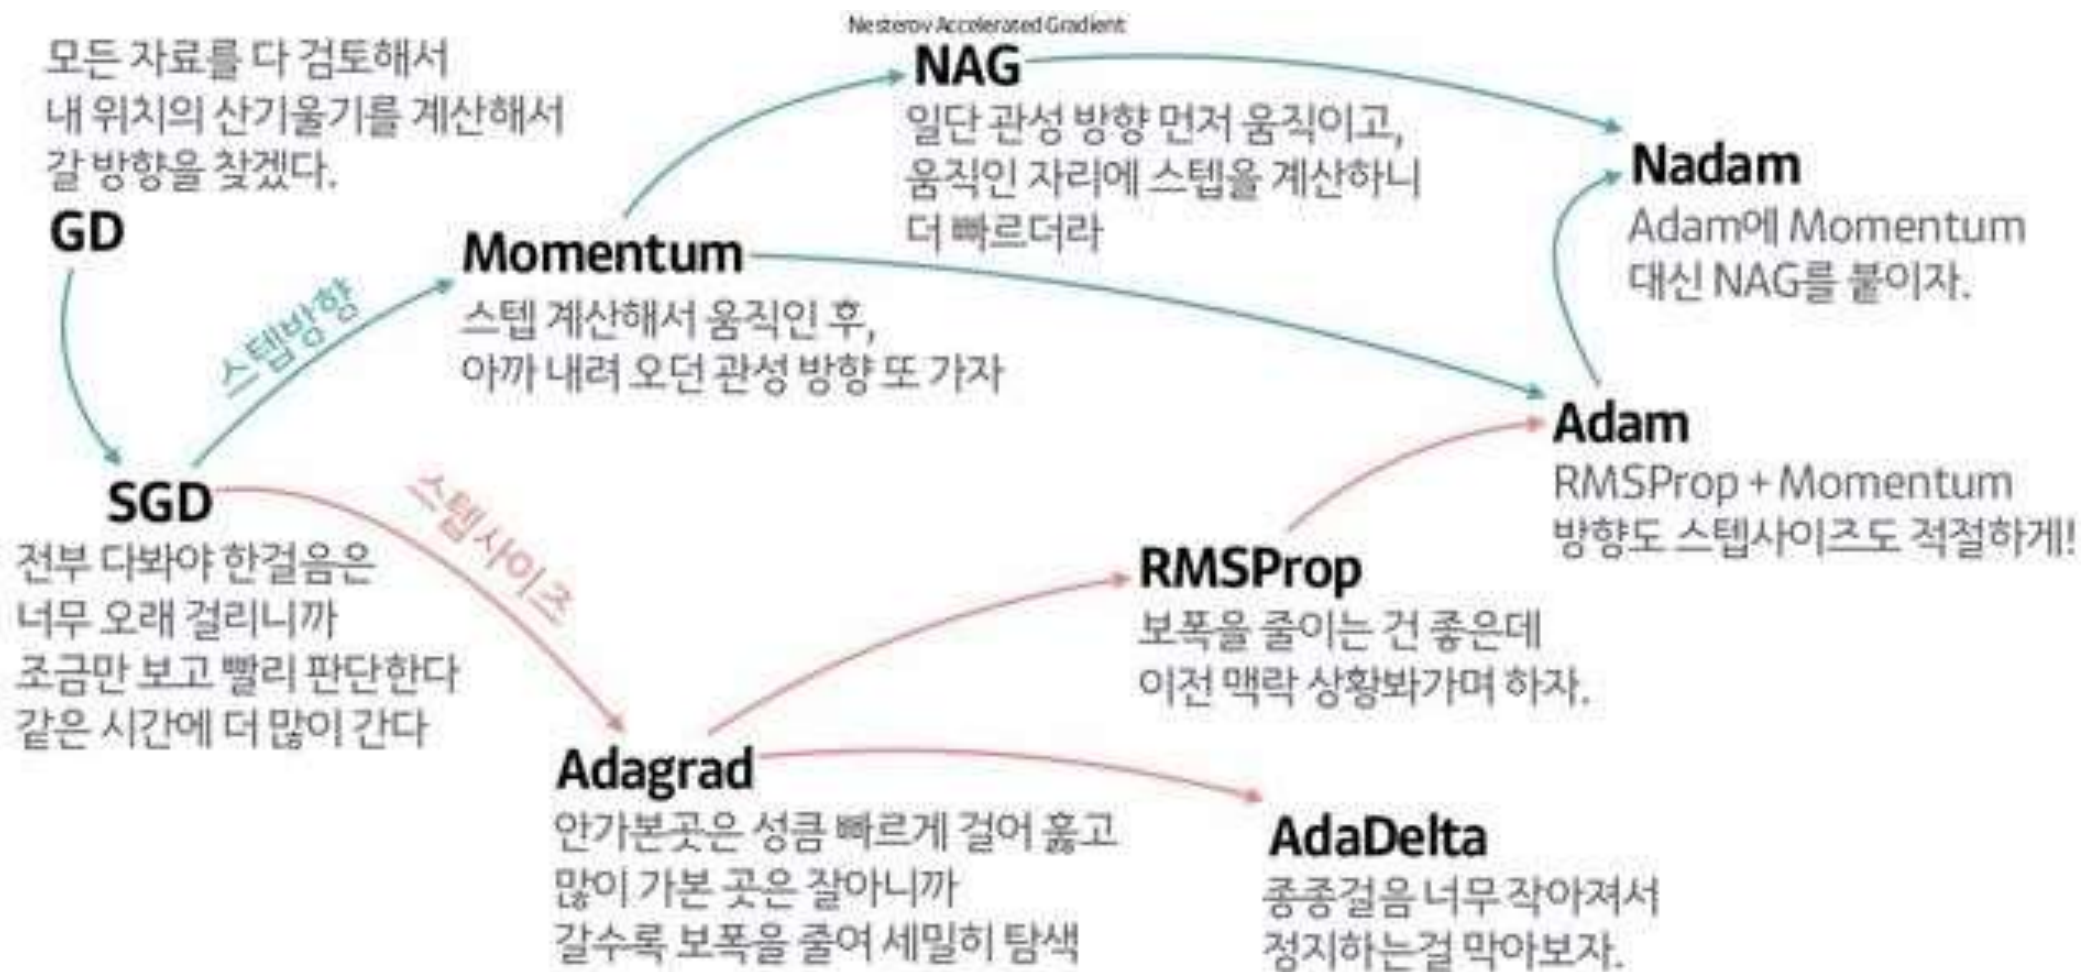 모든 자료를 다 검토해서
내 위치의 산기울기를 계산해서
갈 방향을 찾겠다.
GD
스텝방향
SGD
전부 다봐야 한걸음은
너무 오래 걸리니까
조금만 보고 빨리 판단한다
같은 시간에 더 많이 간다
Momentum
스텝 계산해서 움직인 후,
아까 내려 오던 관성 방향 또 가자
Nesterov Accelerated Gradient
NAG
일단 관성 방향 먼저 움직이고,
움직인 자리에 스텝을 계산하니
더 빠르더라
Nadam
Adam에 Momentum
대신 NAG를 붙이자.
Adam
RMSProp + Momentum
방향도 스텝사이즈도 적절하게!
스텝사이즈
RMSProp
보폭을 줄이는 건 좋은데
이전 맥락 상황봐가며 하자.
Adagrad
안가본곳은 성큼 빠르게 걸어 훑고
많이 가본 곳은 잘아니까
갈수록 보폭을 줄여 세밀히 탐색
AdaDelta
종종걸음 너무 작아져서
정지하는걸 막아보자.